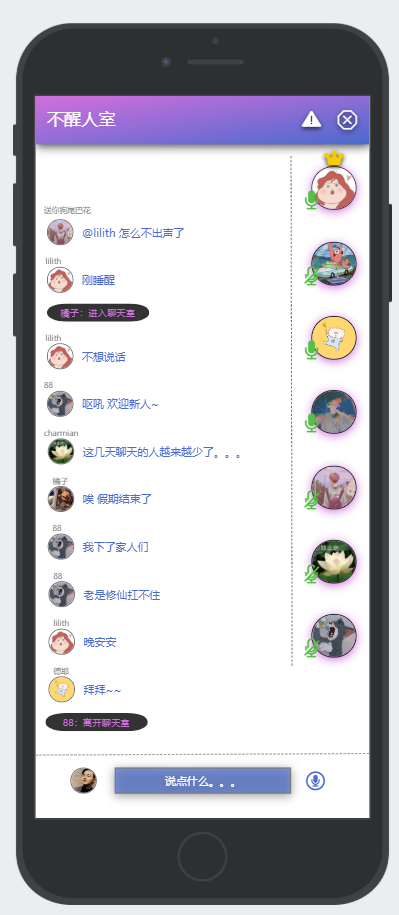 不醒人室
送你狗尾巴花
@lilith 怎么不出声了
lilith
刚睡醒
橘子：进入聊天室
lilith
不想说话
88
呕吼 欢迎新人~
charmian
这几天聊天的人越来越少了。。。
橘子
唉 假期结束了
88
我下了家人们
88
老是修仙扛不住
lilith
晚安安
德耶
拜拜~~
88：离开聊天室
说点什么。。。